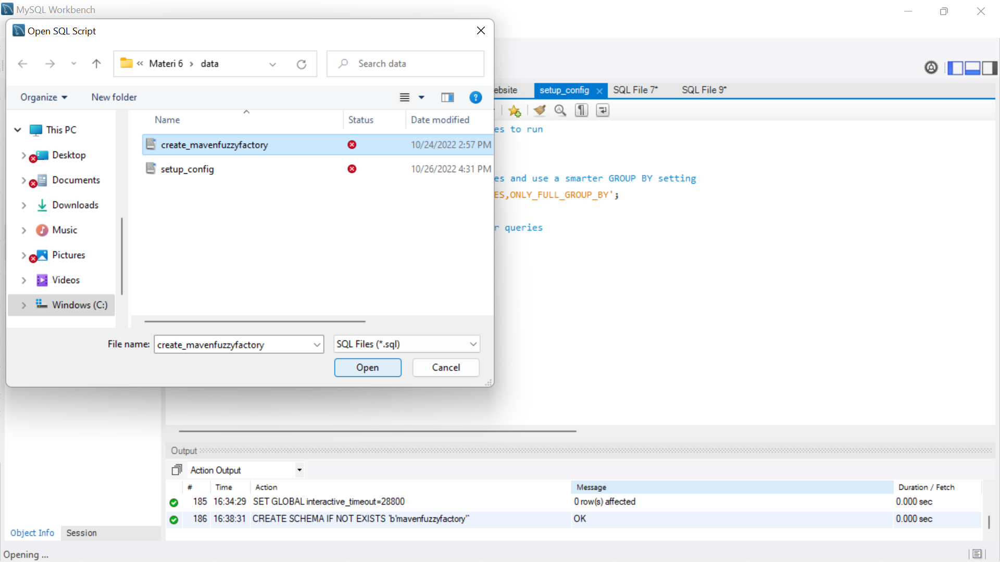 MySQL Workbench
Open SQL Script
« Materi 6 › data
Search data
Organize
New folder
Name
Status
Date modified
This PC
Desktop
Documents
Downloads
Music
Pictures
Videos
Windows (C:)
create_mavenfuzzyfactory 10/24/2022 2:57 PM
setup_config 10/26/2022 4:31 PM
File name: create_mavenfuzzyfactory
SQL Files (*.sql)
Open
Cancel
ebsite
setup_config
SQL File 7*
SQL File 9*
es to run
es and use a smarter GROUP BY setting
ES,ONLY_FULL_GROUP_BY';
r queries
Output
Action Output
# Time Action Message Duration / Fetch
185 16:34:29 SET GLOBAL interactive_timeout=28800 0 row(s) affected 0.000 sec
186 16:38:31 CREATE SCHEMA IF NOT EXISTS `b'mavenfuzzyfactory'` OK 0.000 sec
Object Info
Session
Opening ...